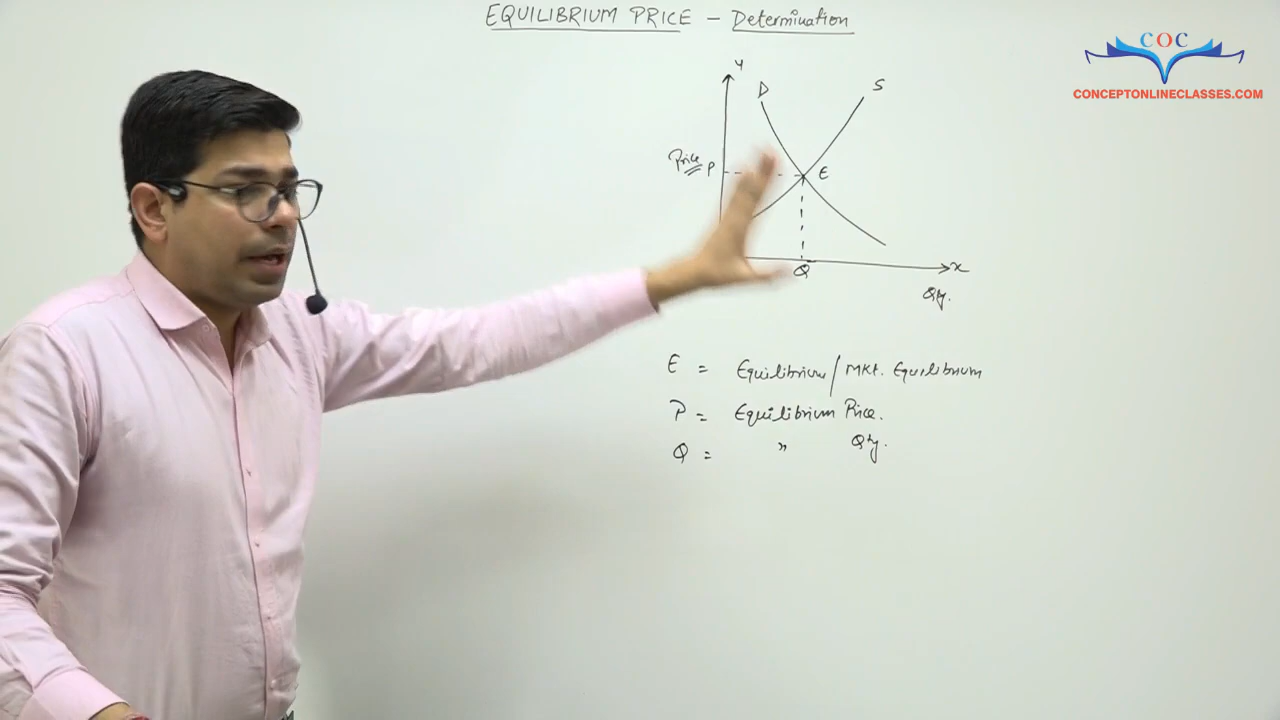 EQUILIBRIUM PRICE - Determination
COC
CONCEPTONLINECLASSES.COM
y
D
S
Price P
E
Q
x
Qty.
E = Equilibrium / MKt. Equilibrium
P = Equilibrium Price.
Q = " Qty.